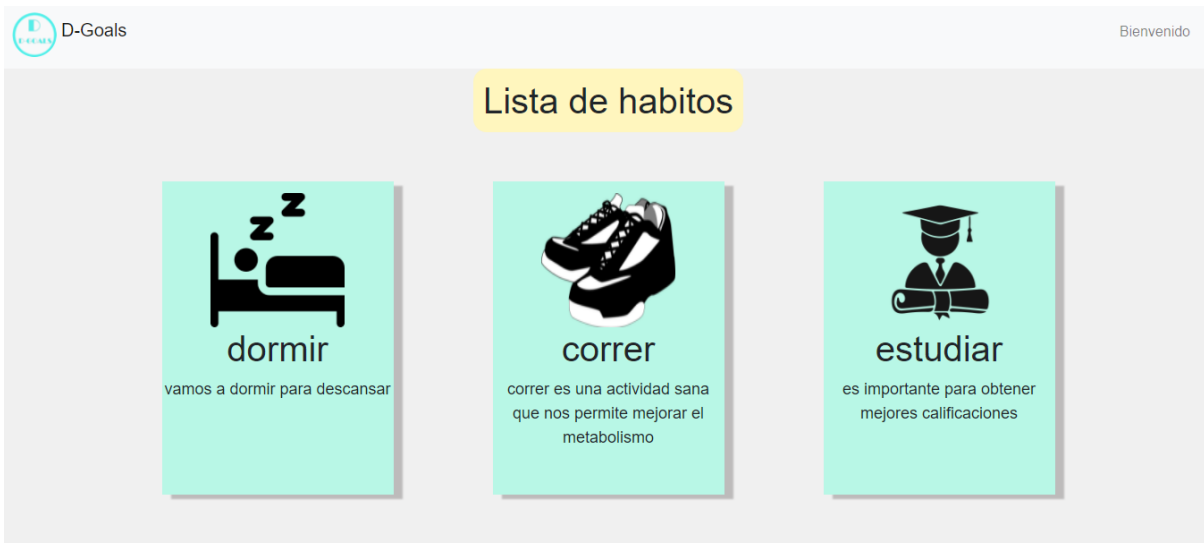 D
D-GOALS
D-Goals
Bienvenido
Lista de habitos
z
z
dormir
vamos a dormir para descansar
correr
correr es una actividad sana
que nos permite mejorar el
metabolismo
estudiar
es importante para obtener
mejores calificaciones